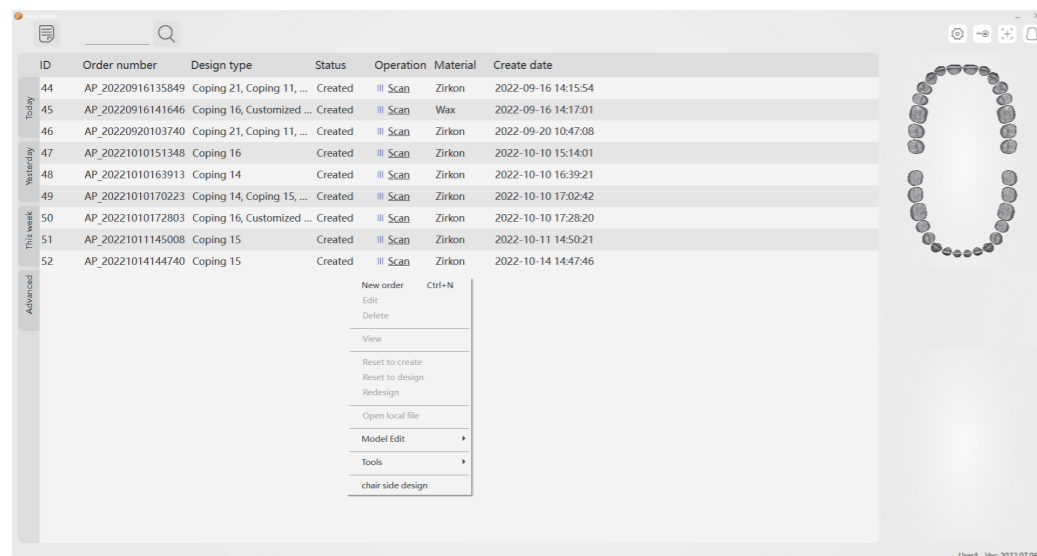 ID Order number Design type Status Operation Material Create date
44 AP_20220916135849 Coping 21, Coping 11, ... Created Scan Zirkon 2022-09-16 14:15:54
45 AP_20220916141646 Coping 16, Customized ... Created Scan Wax 2022-09-16 14:17:01
46 AP_20220920103740 Coping 21, Coping 11, ... Created Scan Zirkon 2022-09-20 10:47:08
47 AP_20221010151348 Coping 16 Created Scan Zirkon 2022-10-10 15:14:01
48 AP_20221010163913 Coping 14 Created Scan Zirkon 2022-10-10 16:39:21
49 AP_20221010170223 Coping 14, Coping 15, ... Created Scan Zirkon 2022-10-10 17:02:42
50 AP_20221010172803 Coping 16, Customized ... Created Scan Zirkon 2022-10-10 17:28:20
51 AP_20221011145008 Coping 15 Created Scan Zirkon 2022-10-11 14:50:21
52 AP_20221014144740 Coping 15 Created Scan Zirkon 2022-10-14 14:47:46
Today
Yesterday
This week
Advanced
New order Ctrl+N
Edit
Delete
View
Reset to create
Reset to design
Redesign
Open local file
Model Edit
Tools
chair side design